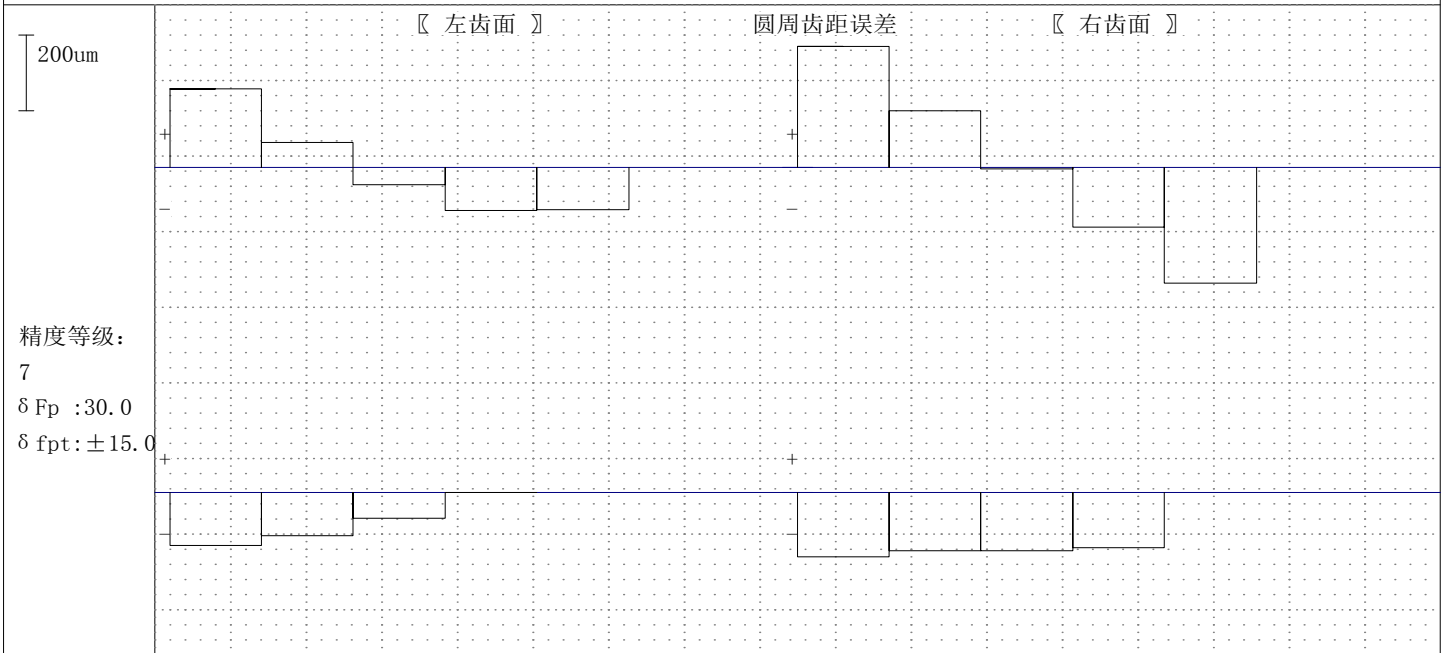 〖 左齿面 〗 圆周齿距误差 〖 右齿面 〗
200um
+ +
- -
精度等级:
7
δFp :30.0
δfpt:±15.0
+ +
- -